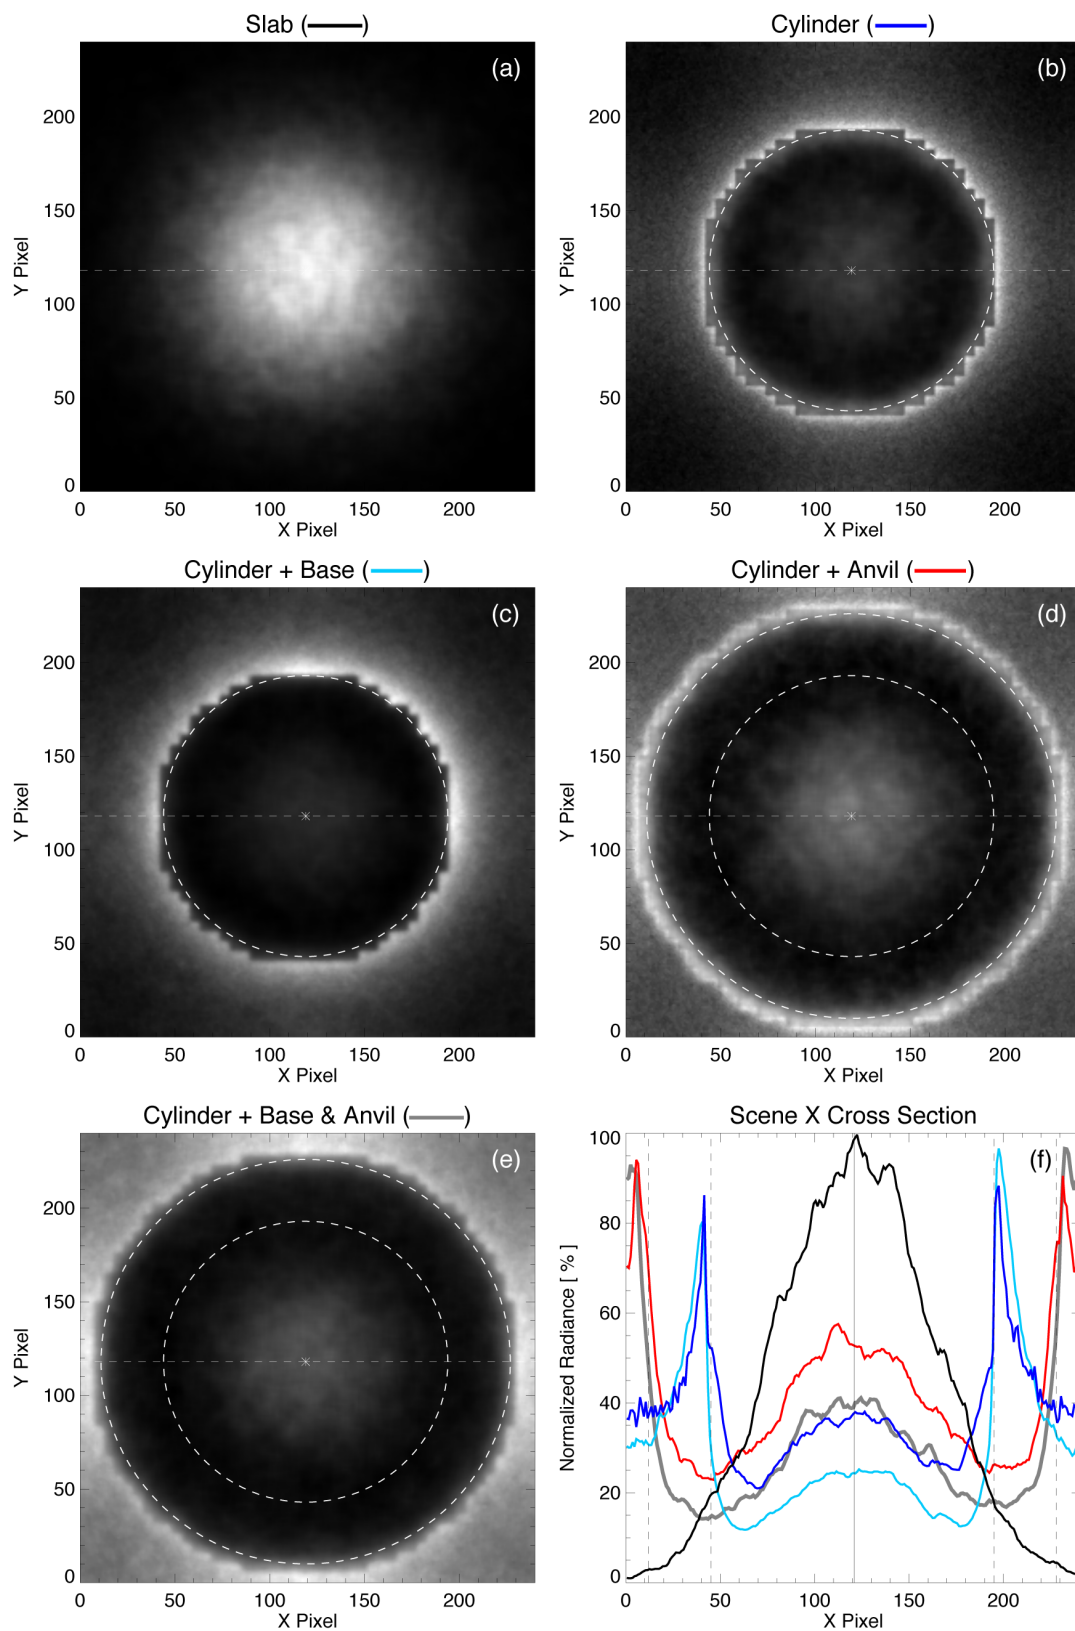 Slab ( )
Cylinder ( )
(a)
(b)
Y Pixel
200
150
100
50
0
Y Pixel
200
150
100
50
0
0 50 100 150 200
0 50 100 150 200
X Pixel
X Pixel
Cylinder + Base ( )
Cylinder + Anvil ( )
(c)
(d)
Y Pixel
200
150
100
50
0
Y Pixel
200
150
100
50
0
0 50 100 150 200
0 50 100 150 200
X Pixel
X Pixel
Cylinder + Base & Anvil ( )
Scene X Cross Section
(e)
(f)
Y Pixel
200
150
100
50
0
Normalized Radiance [ % ]
100
80
60
40
20
0
0 50 100 150 200
0 50 100 150 200
X Pixel
X Pixel